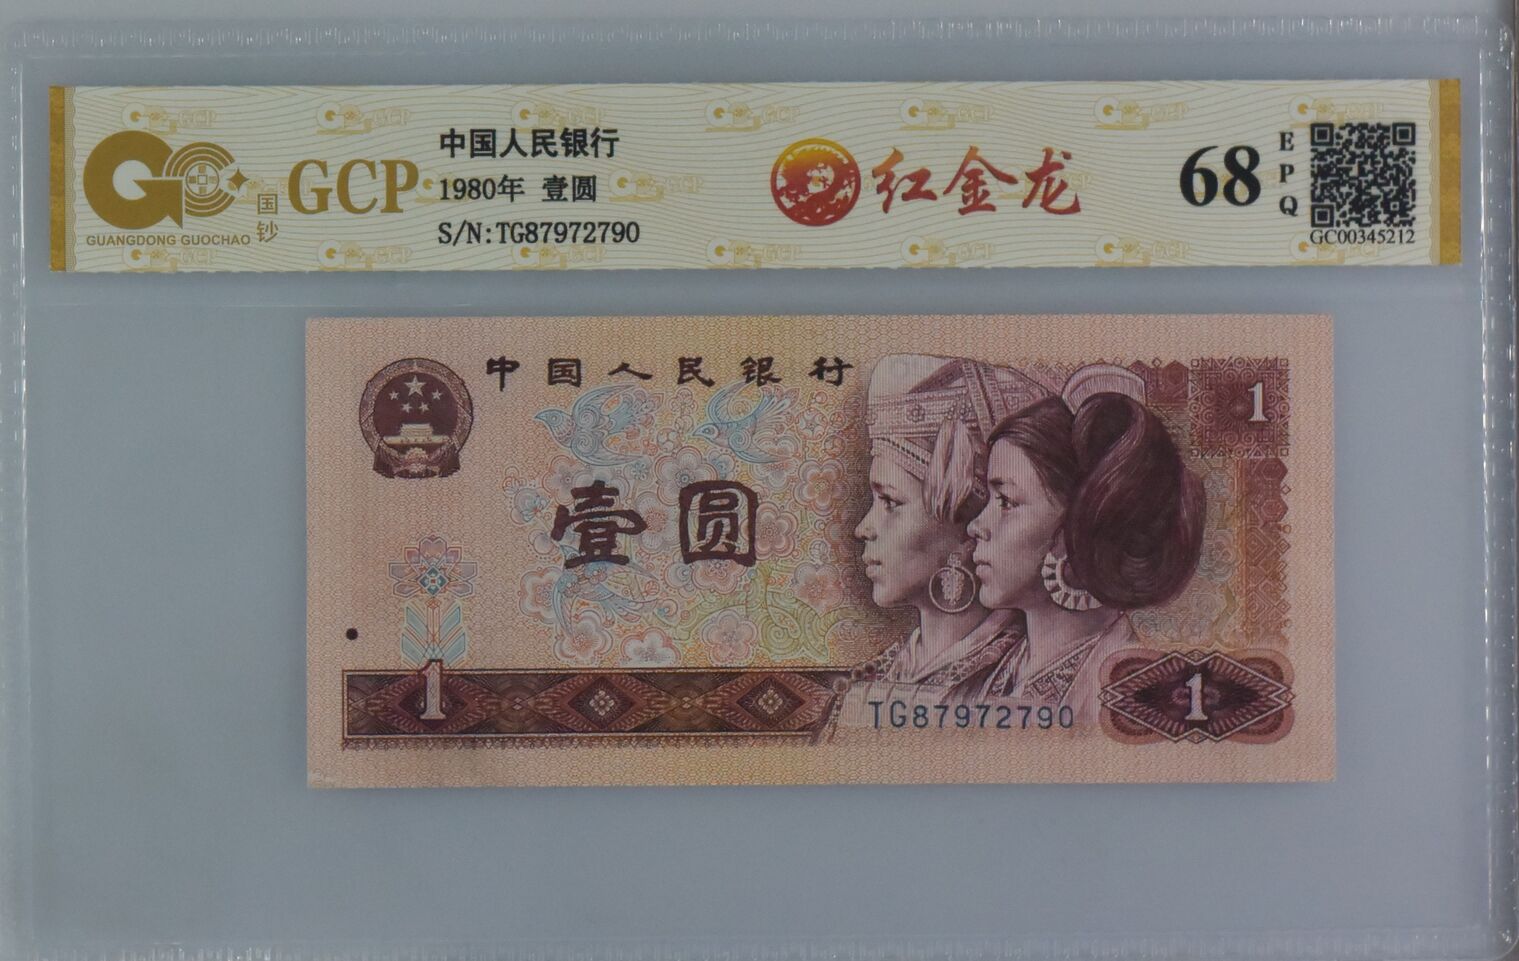 GCP
国钞
GUANGDONG GUOCHAO
中国人民银行
1980年 壹圆
S/N:TG87972790
红金龙
68
EPQ
GC00345212
中国人民银行
1
壹圆
1
TG87972790
1